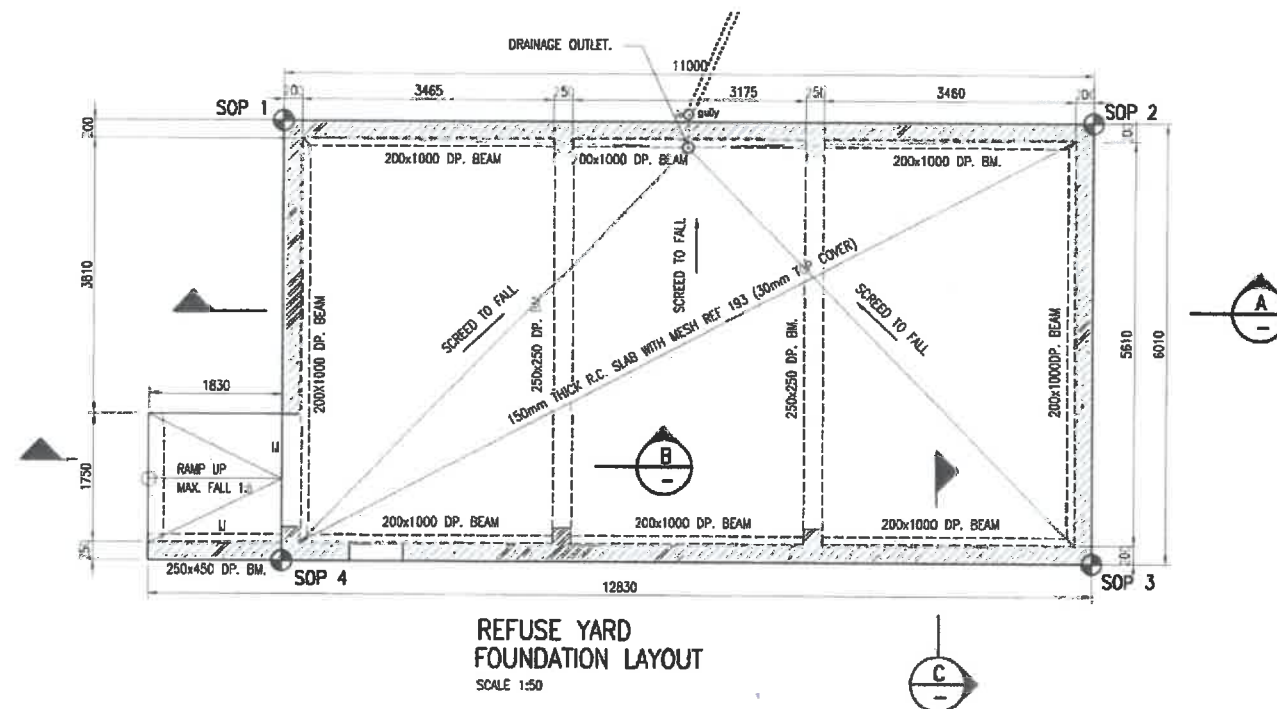 DRAINAGE OUTLET.
11000
3465
3175
3460
SOP 1
gully
SOP 2
200
200x1000 DP. BEAM
00x1000 DP. BEAM
200x1000 DP. BM.
3810
SCREED TO FALL
SCREED TO FALL
SCREED TO FALL
150mm THICK R.C. SLAB WITH MESH REF 193 (30mm TOP COVER)
200X1000 DP. BEAM
250x250 DP. BM.
250x250 DP. BM.
200x1000DP. BEAM
5610
6010
A
1830
B
1750
RAMP UP
MAX. FALL
200x1000 DP. BEAM
200x1000 DP. BEAM
200x1000 DP. BEAM
250x450 DP. BM.
SOP 4
SOP 3
12830
REFUSE YARD
FOUNDATION LAYOUT
SCALE 1:50
C